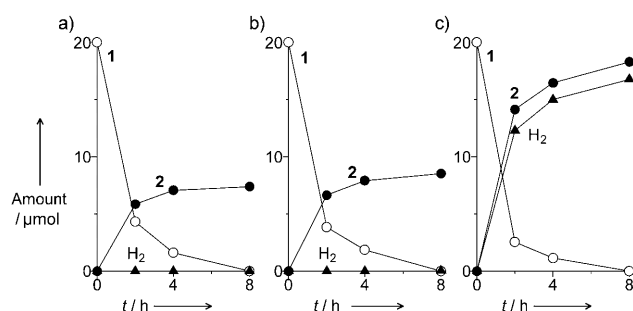 a) b) c)
20 20 20
1 1
2
H₂
10 10 10
2 2
Amount
/ µmol
H₂ H₂
0 0 0
0 4 8 0 4 8 0 4 8
t / h t / h t / h